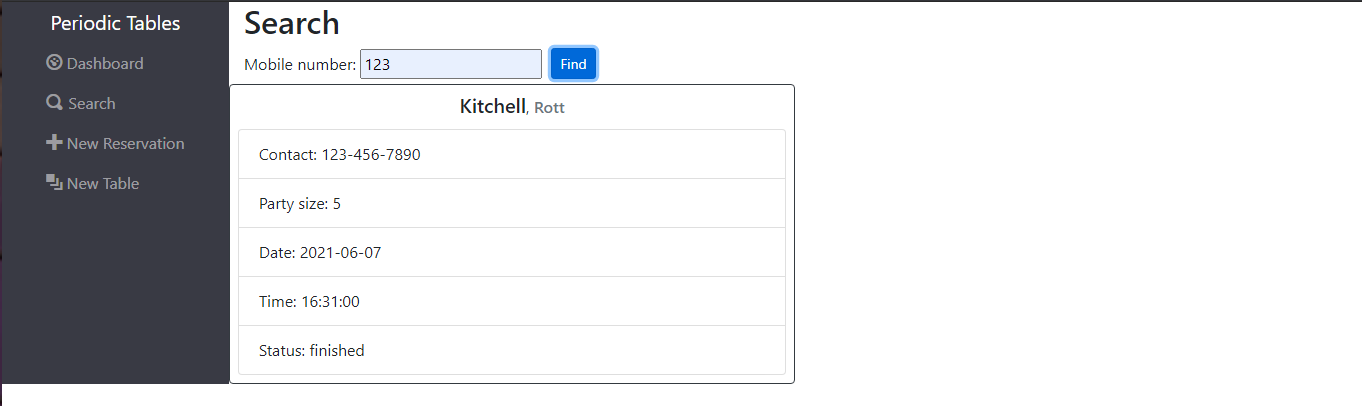 Periodic Tables
Dashboard
Search
New Reservation
New Table
Search
Mobile number: 123 Find
Kitchell, Rott
Contact: 123-456-7890
Party size: 5
Date: 2021-06-07
Time: 16:31:00
Status: finished